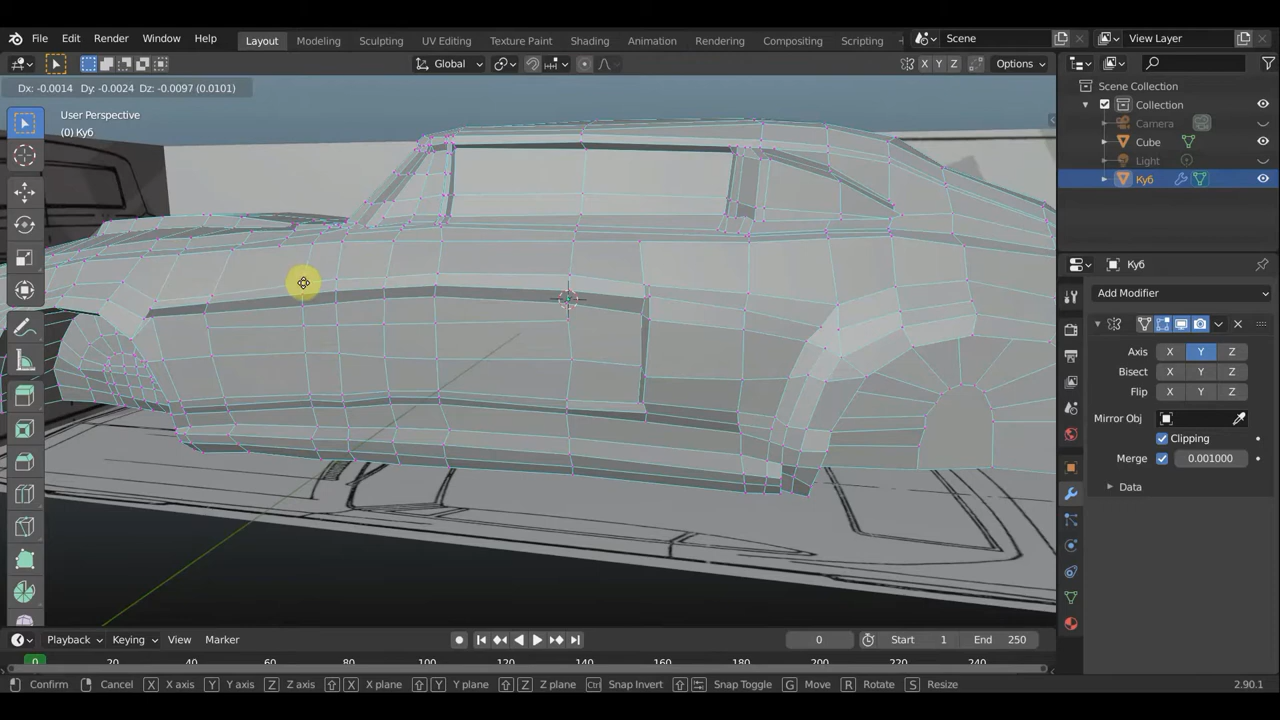 File Edit Render Window Help Layout Modeling Sculpting UV Editing Texture Paint Shading Animation Rendering Compositing Scripting Scene View Layer
Global Options
Dx: -0.0014 Dy: -0.0024 Dz: -0.0097 (0.0101)
X Y Z
User Perspective
(0) Куб
Scene Collection
Collection
Camera
Cube
Light
Куб
Куб
Add Modifier
Axis X Y Z
Bisect X Y Z
Flip X Y Z
Mirror Obj
Clipping
Merge 0.001000
Data
Playback Keying View Marker 0 Start 1 End 250
0 20 40 60 80 100 120 140 160 180 200 220 240
Confirm Cancel X X axis Y Y axis Z Z axis X X plane Y Y plane Z Z plane Ctrl Snap Invert Snap Toggle G Move R Rotate S Resize 2.90.1